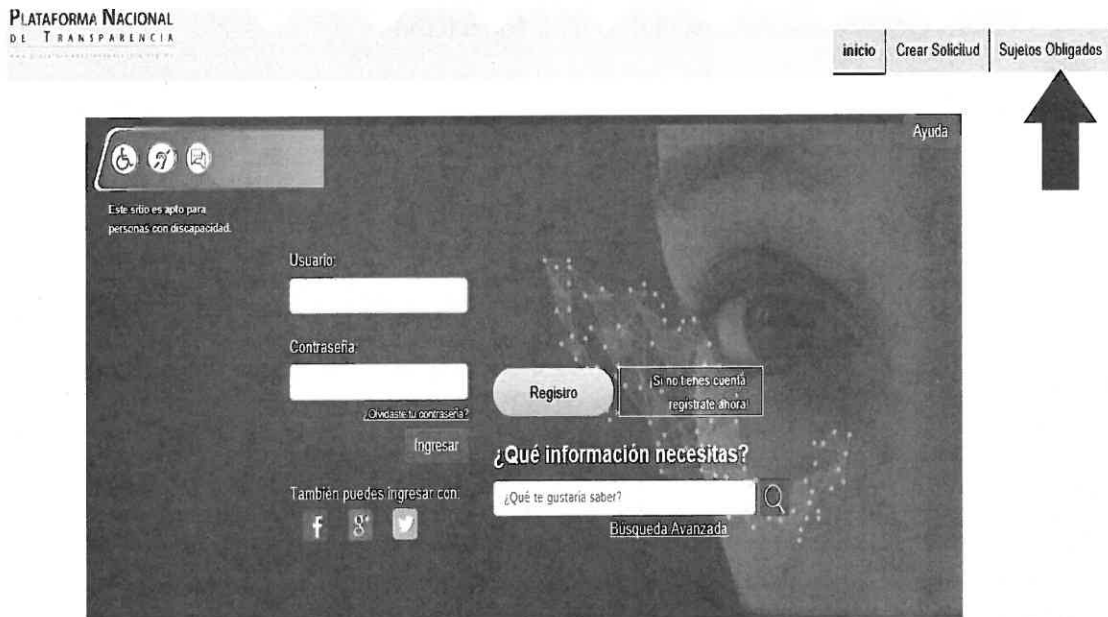 PLATAFORMA NACIONAL
DE TRANSPARENCIA
inicio
Crear Solicitud
Sujetos Obligados
Ayuda
Este sitio es apto para
personas con discapacidad.
Usuario:
Contraseña:
¿Olvidaste tu contraseña?
Ingresar
Registro
Si no tienes cuenta
regístrate ahora!
¿Qué información necesitas?
¿Qué te gustaría saber?
Búsqueda Avanzada
También puedes ingresar con:
f
g+